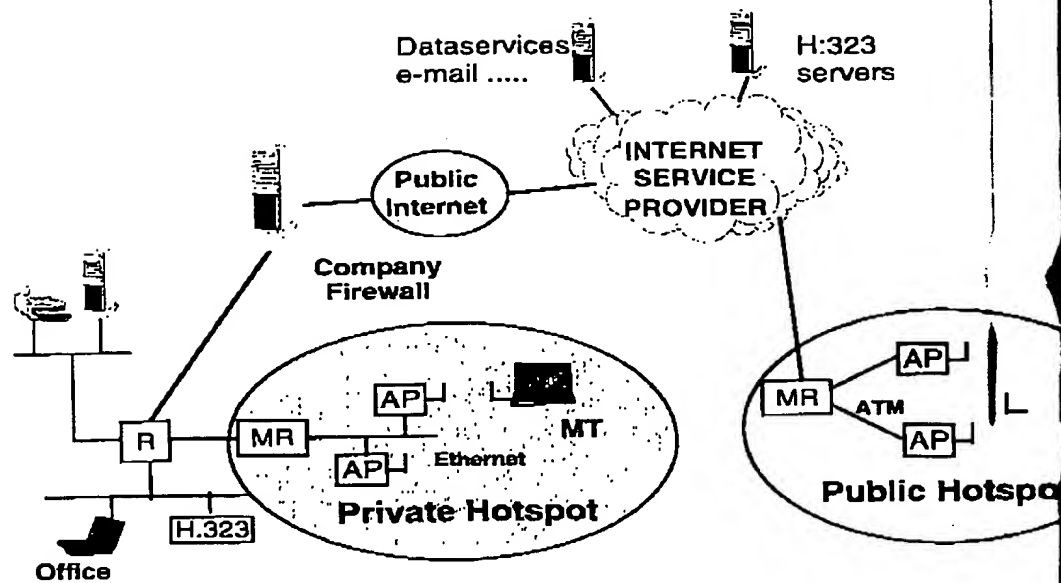 Dataservices,
e-mail .....
H:323
servers
INTERNET
SERVICE
PROVIDER
Public
Internet
Company
Firewall
AP
MR
ATM
AP
R
MR
AP
AP
Ethernet
MT
Private Hotspot
Public Hotspo
H.323
Office